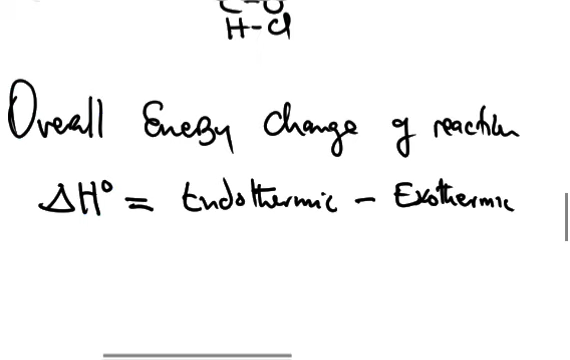 C-O
H-Cl
Overall Energy change of reaction
ΔH° = Endothermic - Exothermic